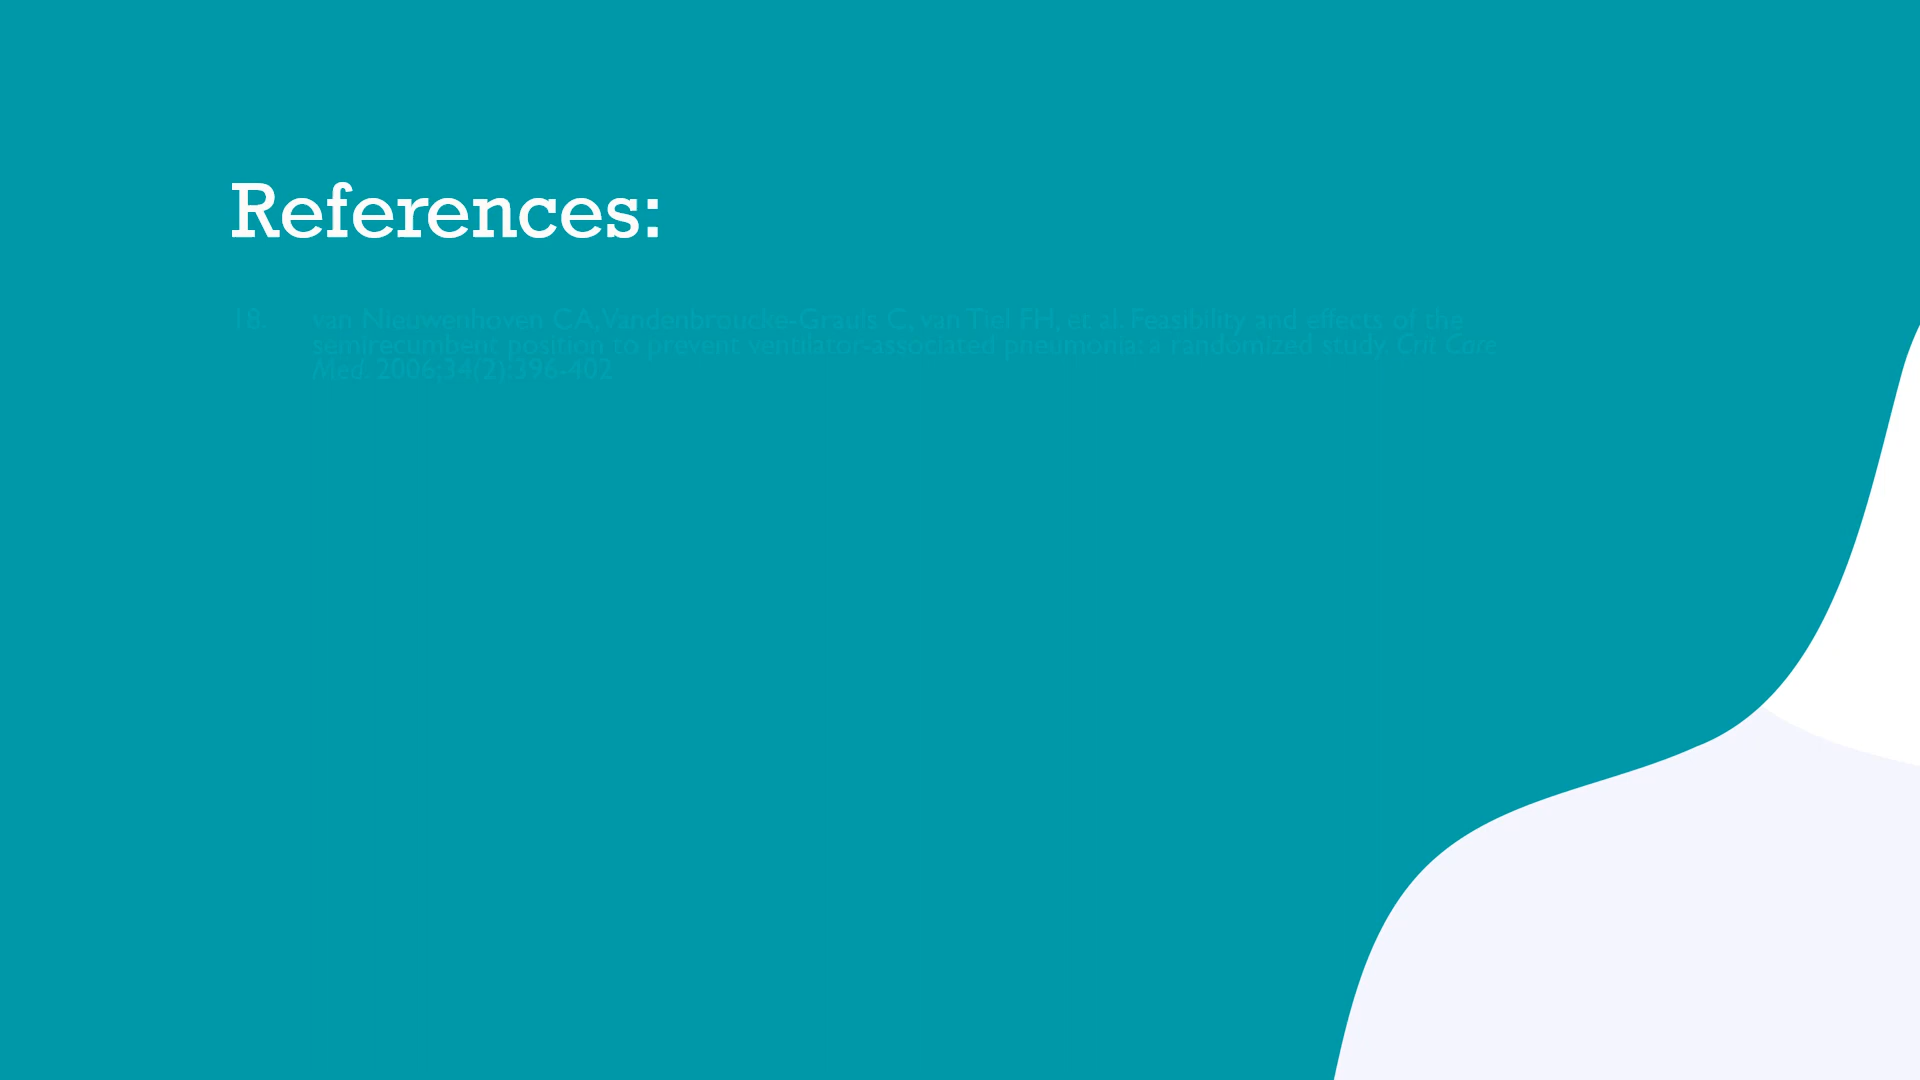 References:
18. van Nieuwenhoven CA, Vandenbroucke-Grauls C, van Tiel FH, et al. Feasibility and effects of the
semirecumbent position to prevent ventilator-associated pneumonia: a randomized study Crit Care
Med. 2006;34(2):396-402